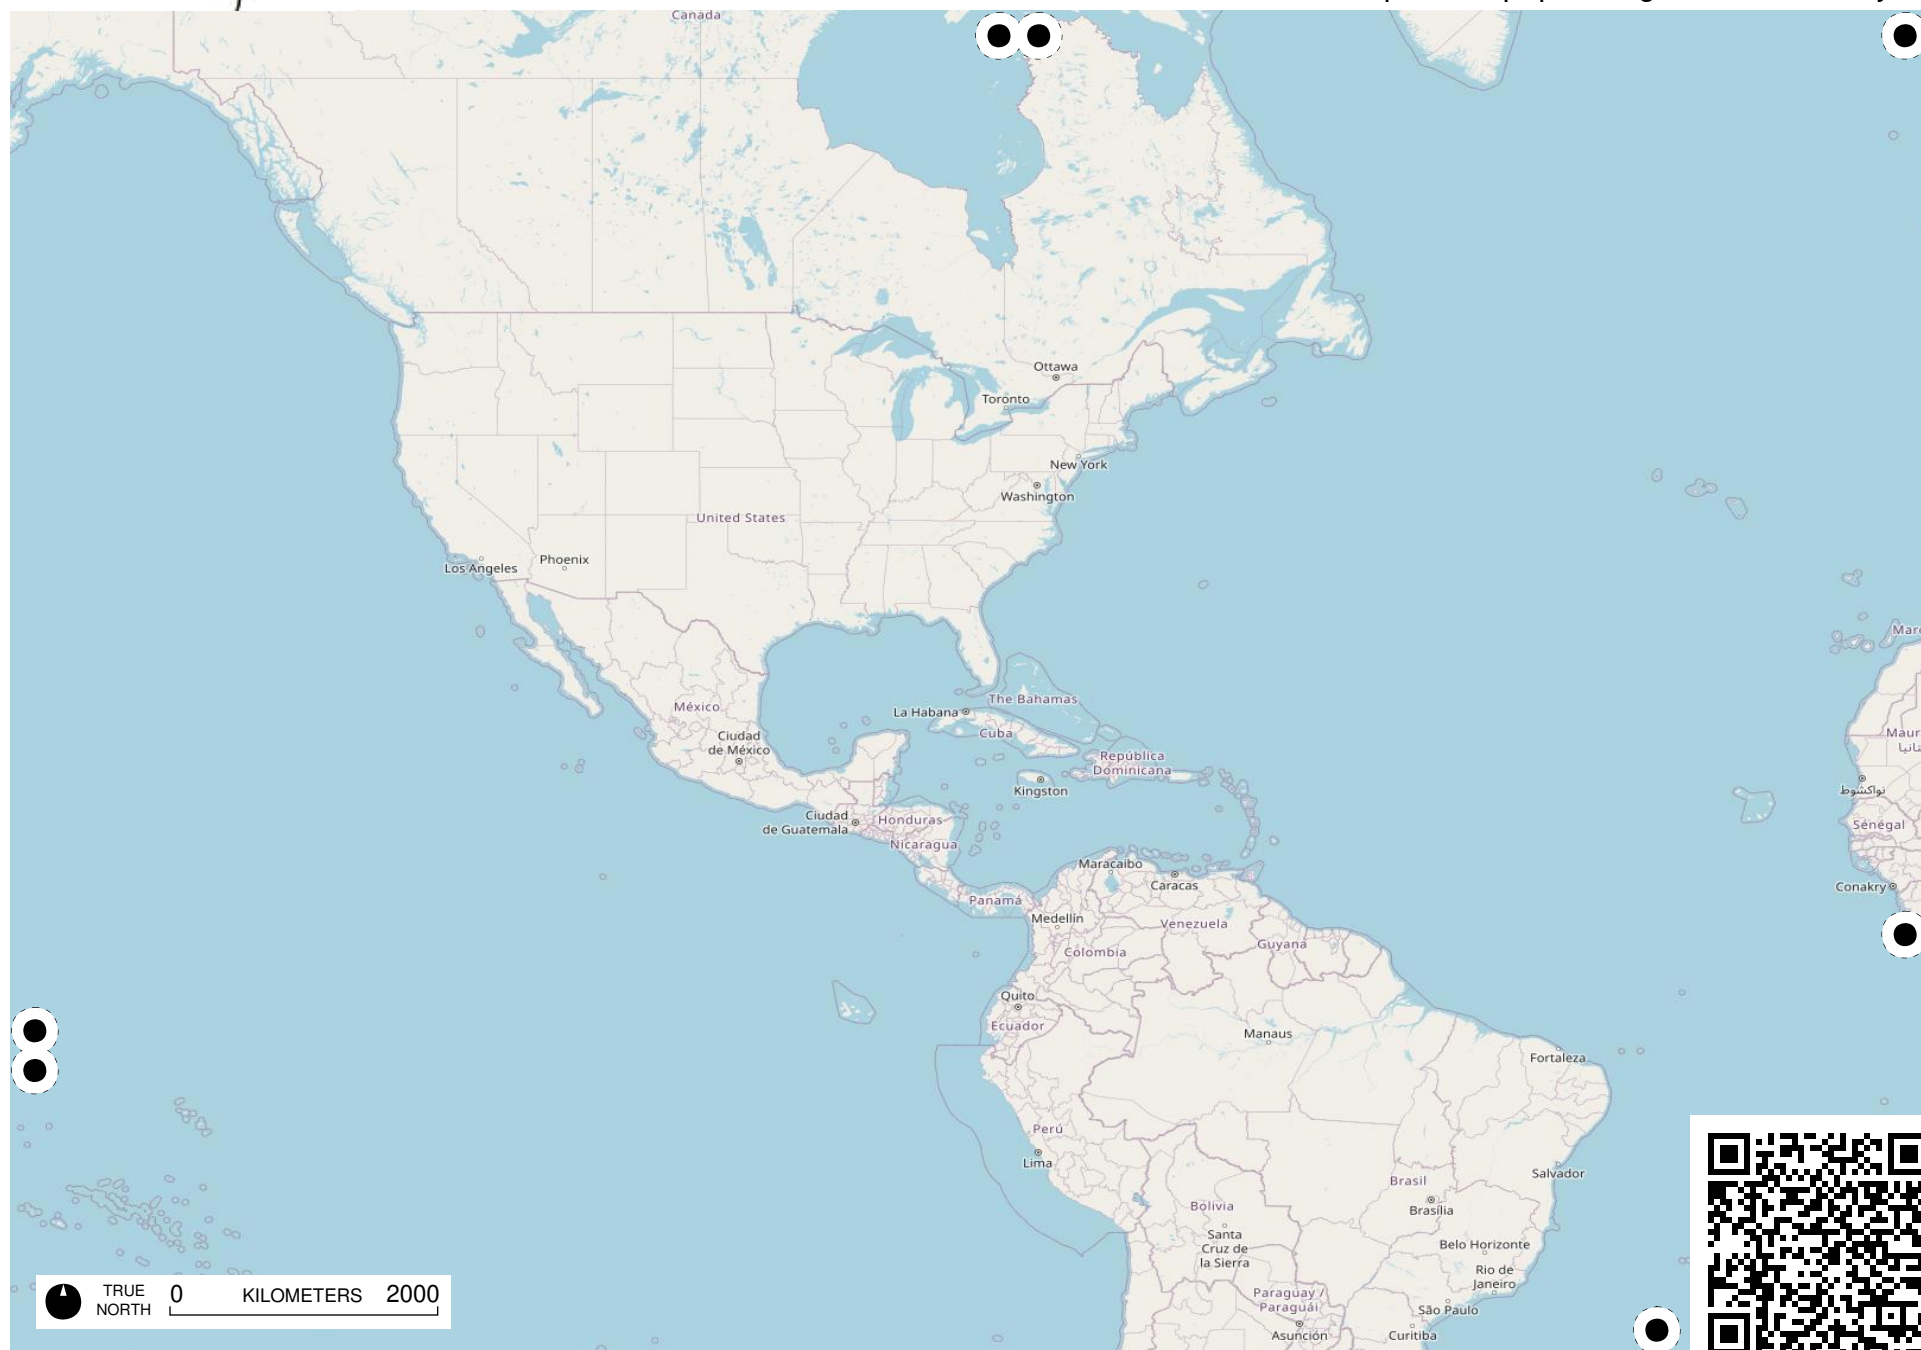 Canada
Ottawa
Toronto
New York
Washington
United States
Phoenix
Los Angeles
México
La Habana
The Bahamas
Cuba
Ciudad
de México
República
Dominicana
Kingston
نواكشوط
Ciudad
de Guatemala
Honduras
Nicaragua
Sénégal
Maracaibo
Caracas
Conakry
Panamá
Medellín
Venezuela
Colombia
Guyana
Quito
Ecuador
Manaus
Fortaleza
Perú
Lima
Salvador
Brasil
Brasília
Bolivia
Santa
Cruz de
la Sierra
Belo Horizonte
Rio de
Janeiro
Paraguay /
Paraguái
São Paulo
Asunción
Curitiba
TRUE
NORTH
0 KILOMETERS 2000